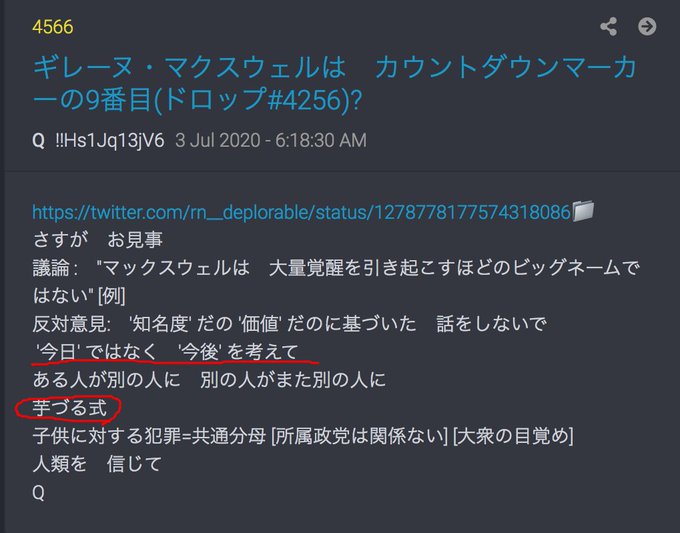 4566
ギレーヌ・マクスウェルは　カウントダウンマーカ
ーの9番目(ドロップ#4256)?
Q !!Hs1Jq13jV6 3 Jul 2020 - 6:18:30 AM
https://twitter.com/rn__deplorable/status/1278778177574318086
さすが　お見事
議論：　"マックスウェルは　大量覚醒を引き起こすほどのビッグネームで
はない" [例]
反対意見:　'知名度' だの '価値' だのに基づいた　話をしないで
'今日' ではなく　'今後' を考えて
ある人が別の人に　別の人がまた別の人に
芋づる式
子供に対する犯罪=共通分母 [所属政党は関係ない] [大衆の目覚め]
人類を　信じて
Q